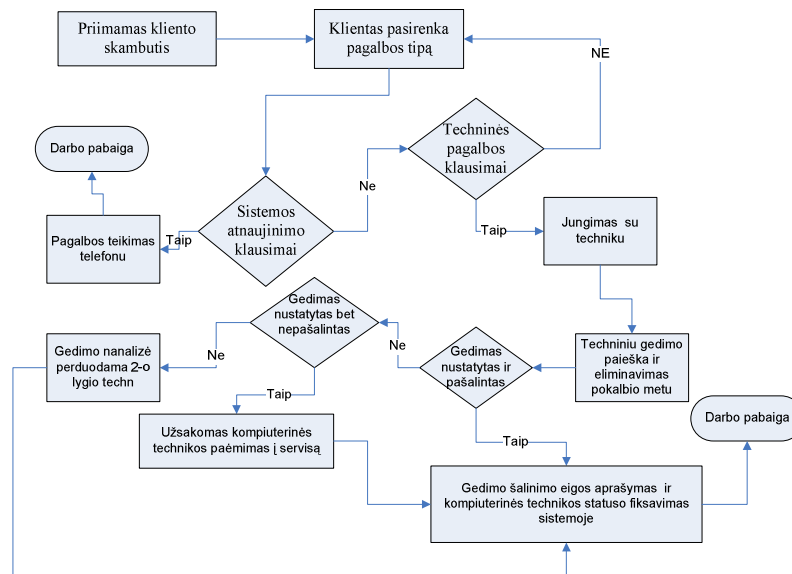 Priimamas kliento
skambutis
Klientas pasirenka
pagalbos tipą
NE
Techninės
pagalbos
klausimai
Darbo pabaiga
Ne
Sistemos
atnaujinimo
klausimai
Taip
Pagalbos teikimas
telefonu
Taip
Jungimas su
techniku
Gedimas
nustatytas bet
nepašalintas
Gedimo nanalizė
perduodama 2-o
lygio techn
Ne
Ne
Gedimas
nustatytas ir
pašalintas
Techniniu gedimo
paieška ir
eliminavimas
pokalbio metu
Taip
Užsakomas kompiuterinės
technikos paėmimas į servisą
Taip
Darbo pabaiga
Gedimo šalinimo eigos aprašymas ir
kompiuterinės technikos statuso fiksavimas
sistemoje